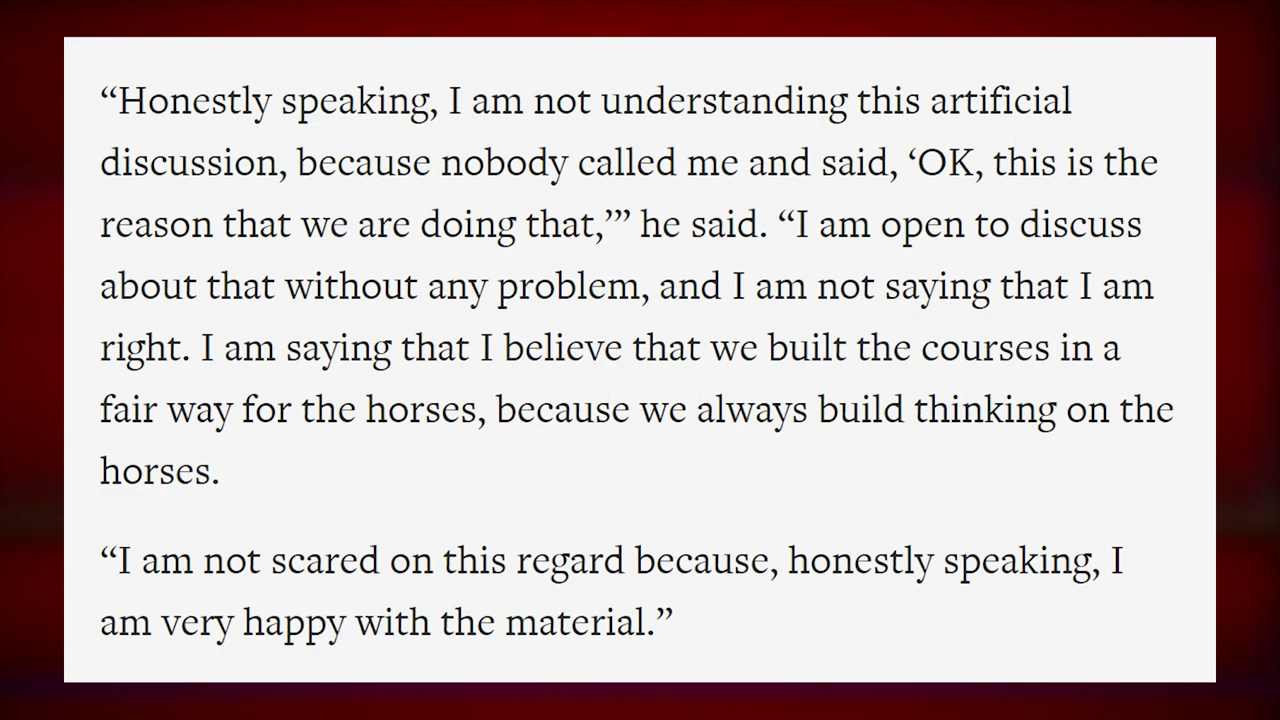 “Honestly speaking, I am not understanding this artificial
discussion, because nobody called me and said, ‘OK, this is the
reason that we are doing that,’” he said. “I am open to discuss
about that without any problem, and I am not saying that I am
right. I am saying that I believe that we built the courses in a
fair way for the horses, because we always build thinking on the
horses.
“I am not scared on this regard because, honestly speaking, I
am very happy with the material.”